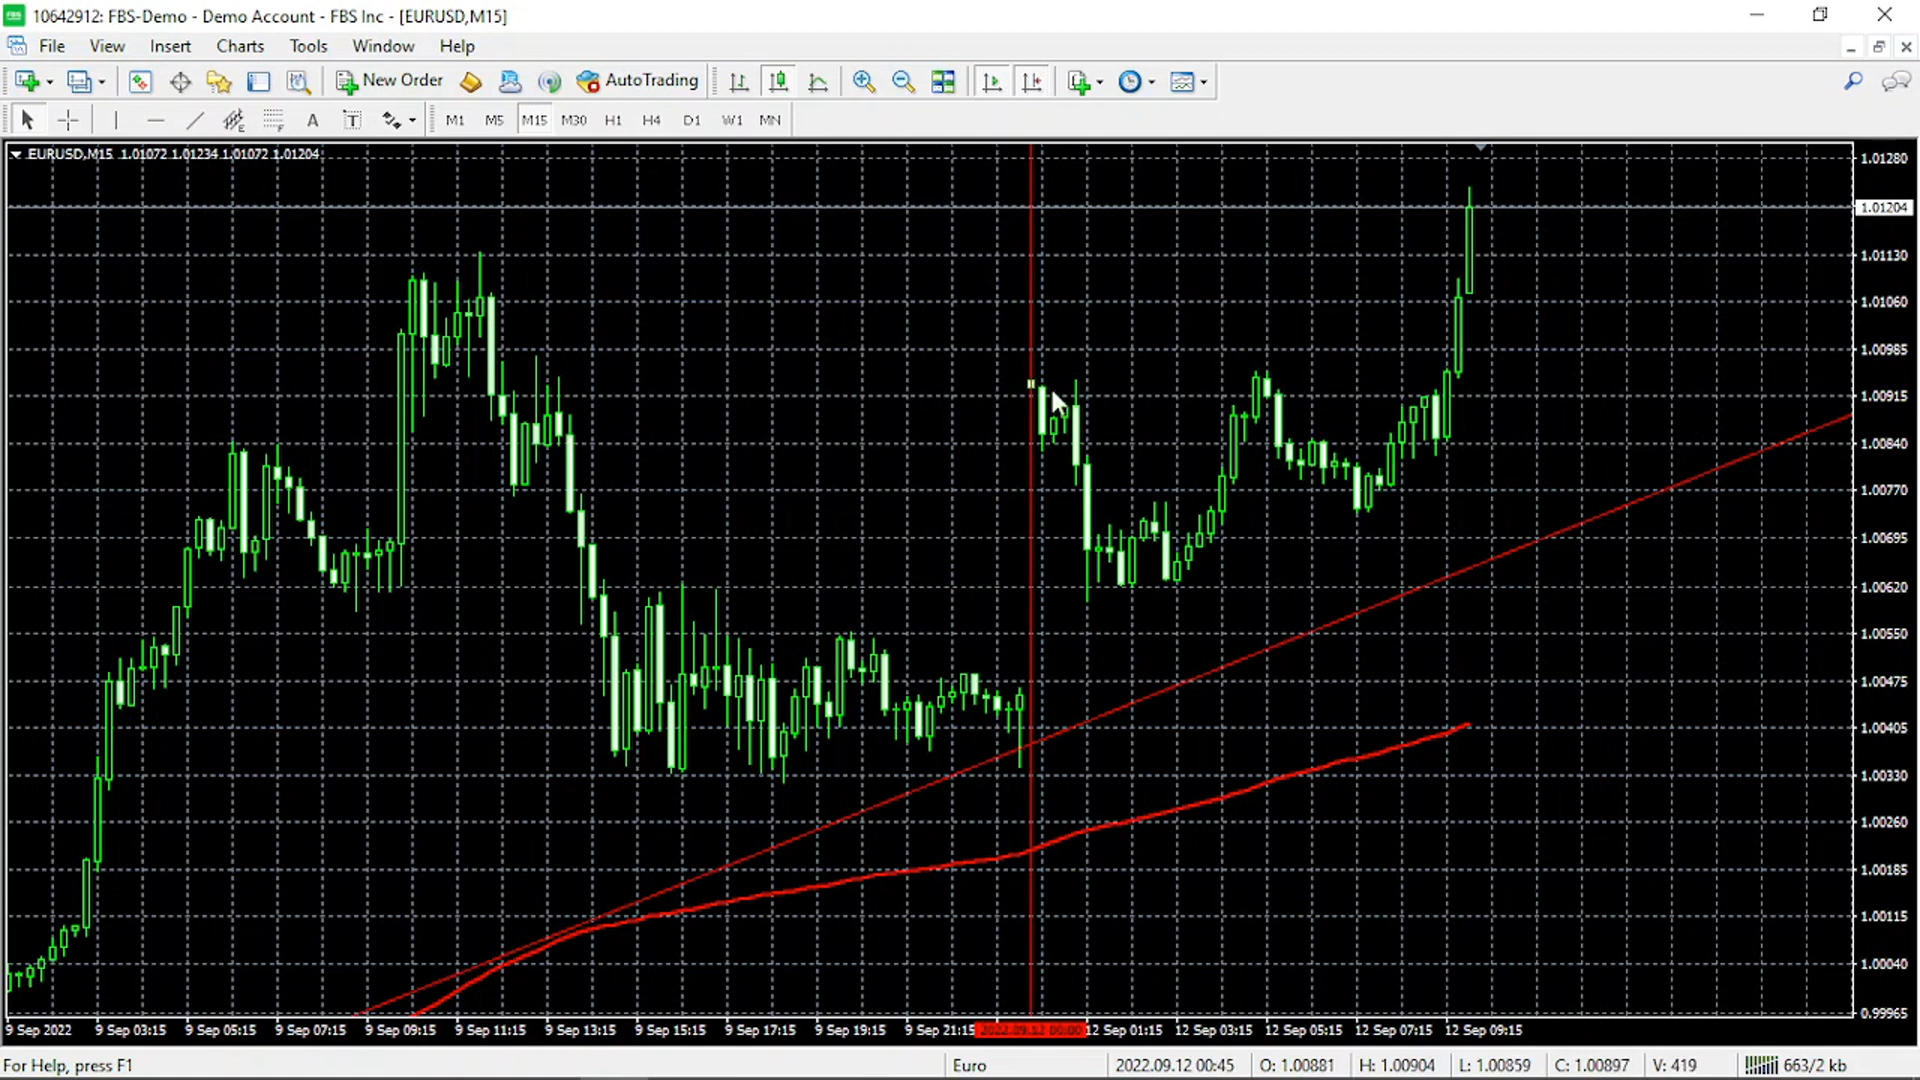 10642912: FBS-Demo - Demo Account - FBS Inc - [EURUSD,M15]
File View Insert Charts Tools Window Help
New Order AutoTrading
A T M1 M5 M15 M30 H1 H4 D1 W1 MN
EURUSD,M15 1.01072 1.01234 1.01072 1.01204
1.01280
1.01204
1.01130
1.01060
1.00985
1.00915
1.00840
1.00770
1.00695
1.00620
1.00550
1.00475
1.00405
1.00330
1.00260
1.00185
1.00115
1.00040
0.99965
9 Sep 2022 9 Sep 03:15 9 Sep 05:15 9 Sep 07:15 9 Sep 09:15 9 Sep 11:15 9 Sep 13:15 9 Sep 15:15 9 Sep 17:15 9 Sep 19:15 9 Sep 21:15 2022.09.12 00:00 12 Sep 01:15 12 Sep 03:15 12 Sep 05:15 12 Sep 07:15 12 Sep 09:15
For Help, press F1 Euro 2022.09.12 00:45 O: 1.00881 H: 1.00904 L: 1.00859 C: 1.00897 V: 419 663/2 kb